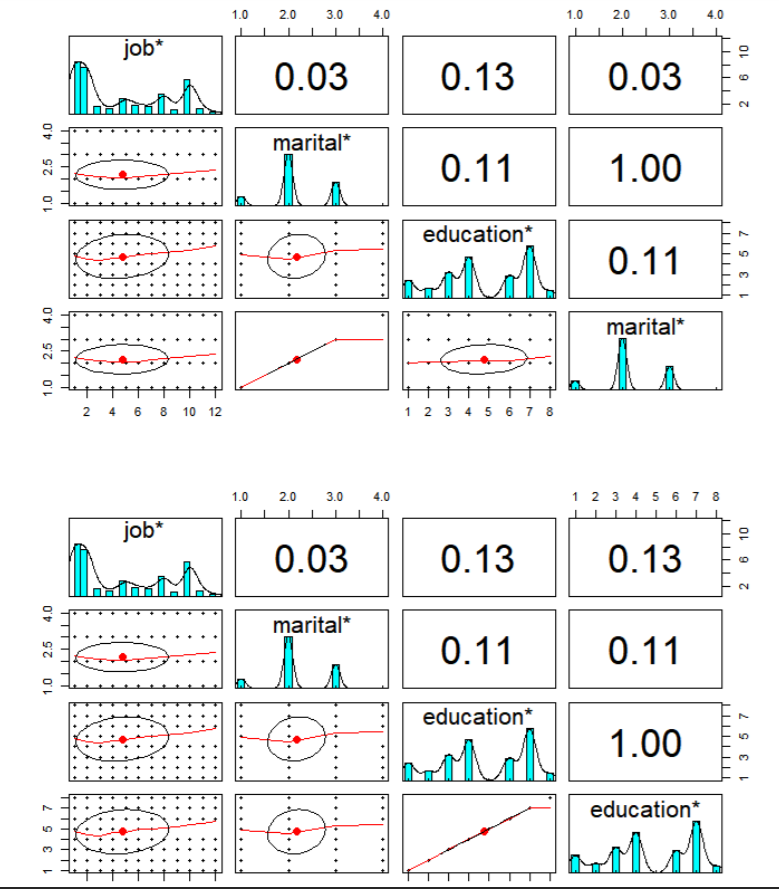 1.0 2.0 3.0 4.0 1.0 2.0 3.0 4.0
job* 0.03 0.13 0.03 2 6 10
1.0 2.5 4.0 marital* 0.11 1.00
education* 0.11 1 3 5 7
1.0 2.5 4.0 marital*
2 4 6 8 10 12 1 2 3 4 5 6 7 8
1.0 2.0 3.0 4.0 1 2 3 4 5 6 7 8
job* 0.03 0.13 0.13 2 6 10
1.0 2.5 4.0 marital* 0.11 0.11
education* 1.00 1 3 5 7
1 3 5 7 education*